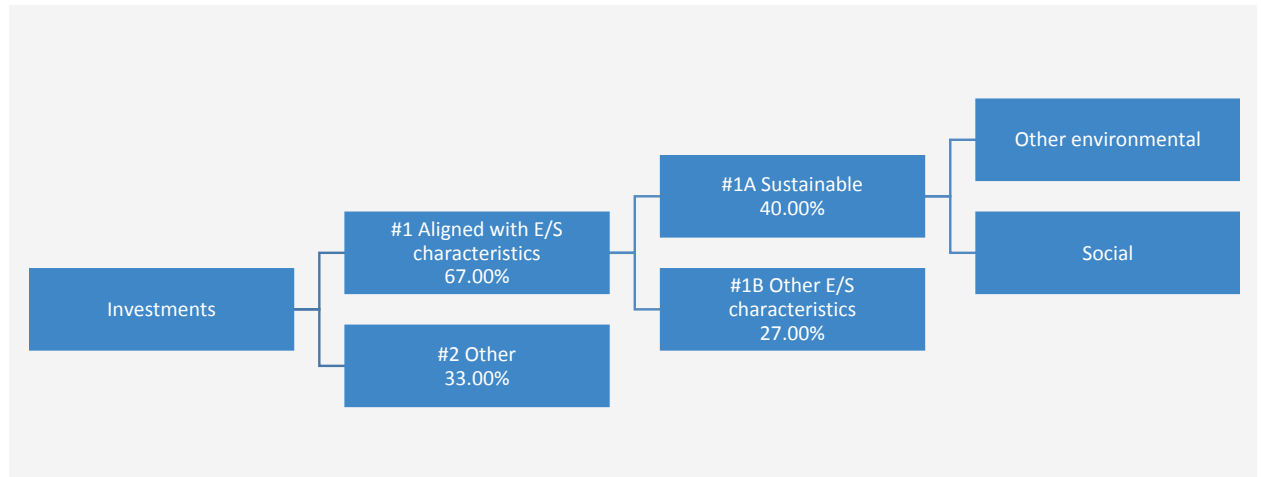 Investments
#1 Aligned with E/S
characteristics
67.00%
#2 Other
33.00%
#1A Sustainable
40.00%
#1B Other E/S
characteristics
27.00%
Other environmental
Social